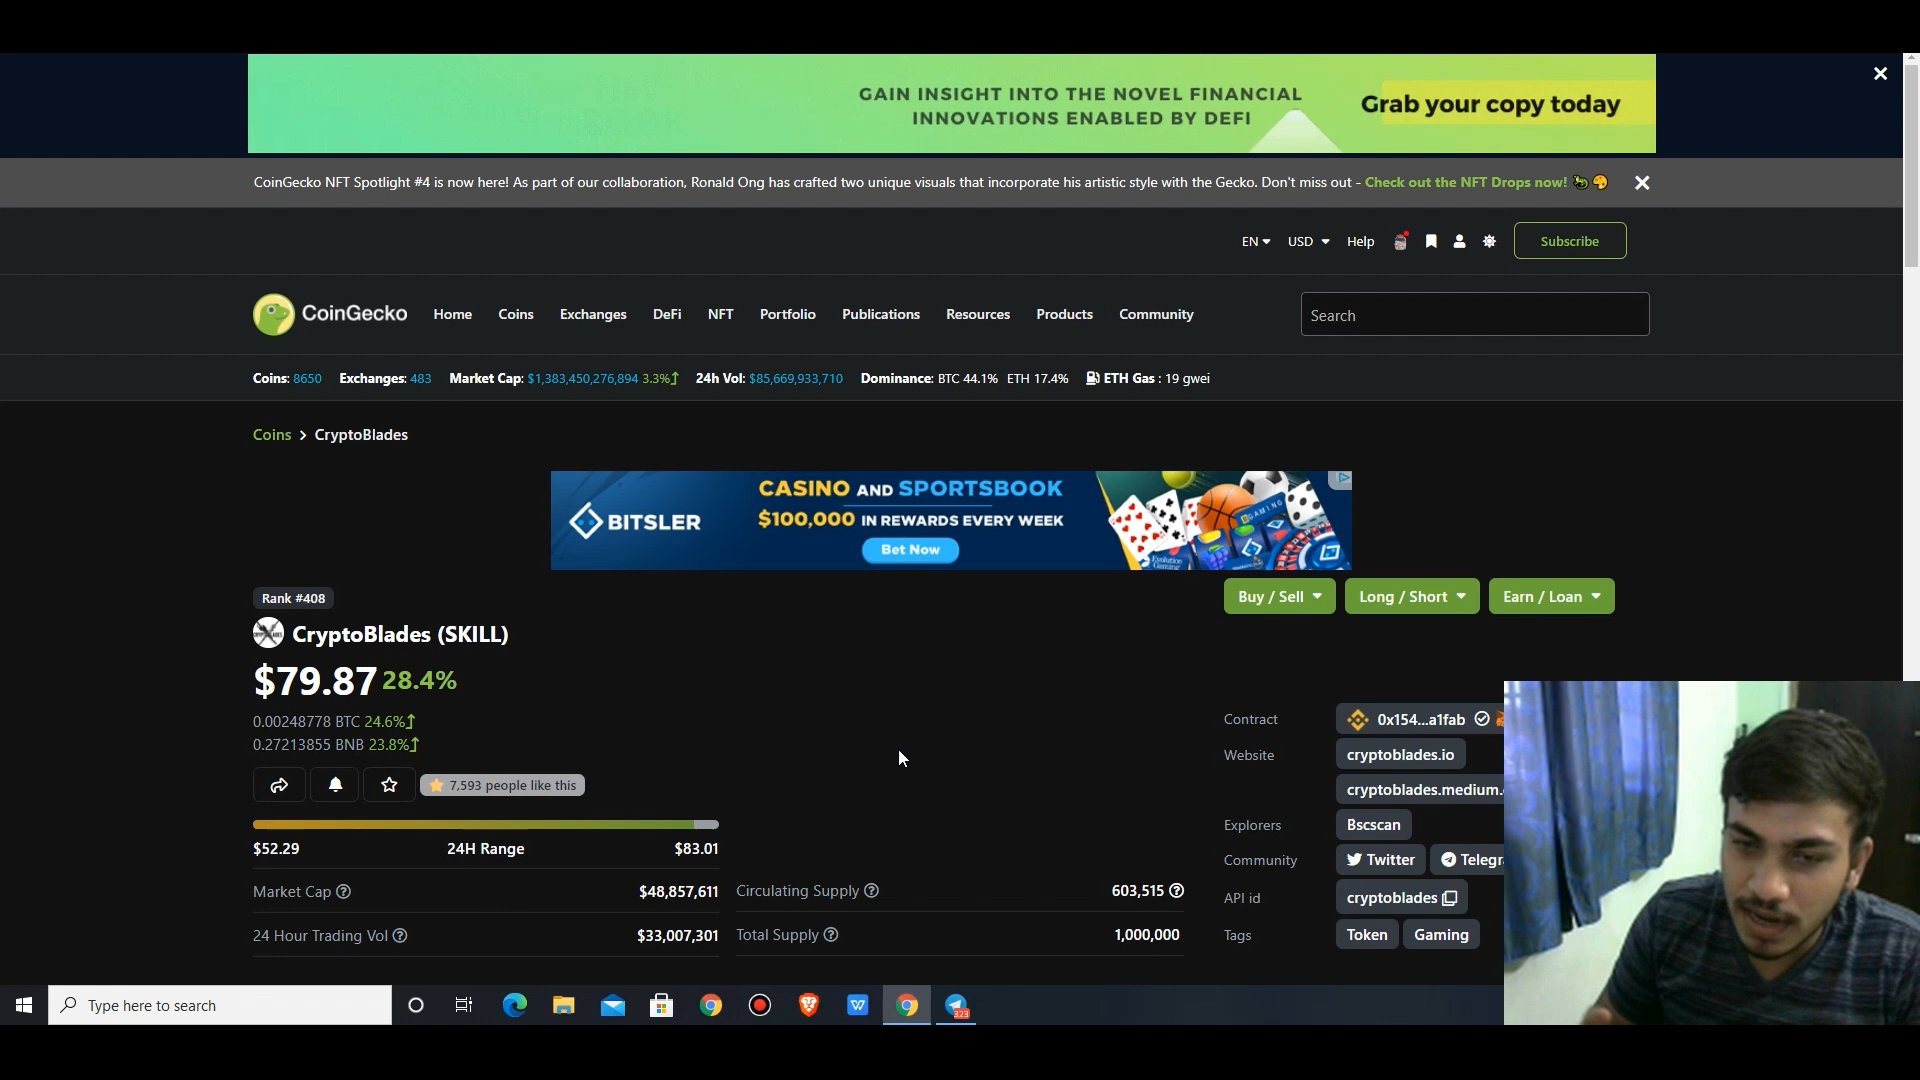 GAIN INSIGHT INTO THE NOVEL FINANCIAL
INNOVATIONS ENABLED BY DEFI
Grab your copy today
CoinGecko NFT Spotlight #4 is now here! As part of our collaboration, Ronald Ong has crafted two unique visuals that incorporate his artistic style with the Gecko. Don't miss out - Check out the NFT Drops now!
EN USD Help Subscribe
CoinGecko Home Coins Exchanges DeFi NFT Portfolio Publications Resources Products Community Search
Coins: 8650 Exchanges: 483 Market Cap: $1,383,450,276,894 3.3% 24h Vol: $85,669,933,710 Dominance: BTC 44.1% ETH 17.4% ETH Gas : 19 gwei
Coins > CryptoBlades
BITSLER
CASINO AND SPORTSBOOK
$100,000 IN REWARDS EVERY WEEK
Bet Now
Rank #408
Buy / Sell Long / Short Earn / Loan
CryptoBlades (SKILL)
$79.87 28.4%
0.00248778 BTC 24.6%
0.27213855 BNB 23.8%
7,593 people like this
$52.29 24H Range $83.01
Market Cap $48,857,611
24 Hour Trading Vol $33,007,301
Circulating Supply 603,515
Total Supply 1,000,000
Contract 0x154...a1fab
Website cryptoblades.io
cryptoblades.medium.
Explorers Bscscan
Community Twitter Telegr
API id cryptoblades
Tags Token Gaming
Type here to search
323